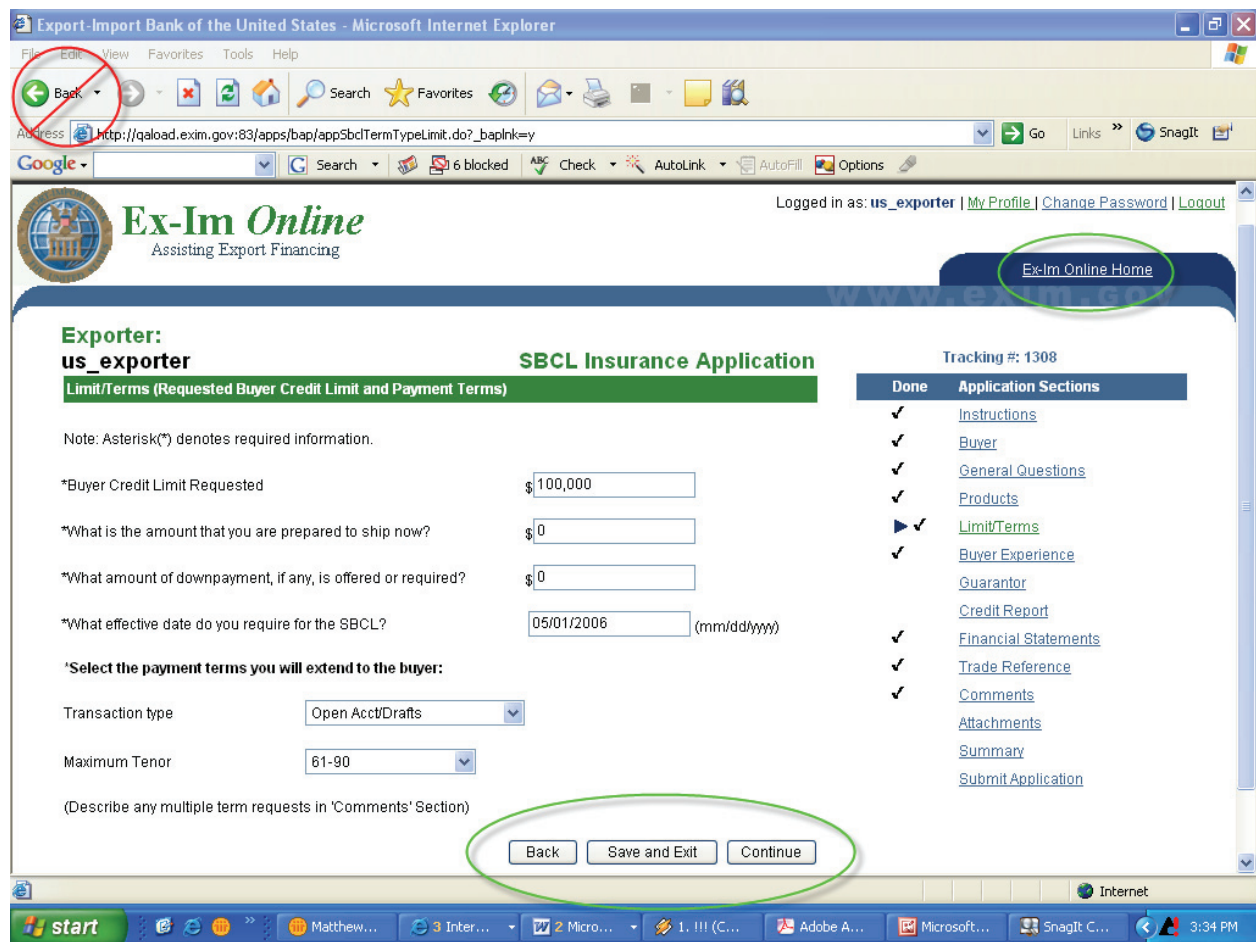 Export-Import Bank of the United States - Microsoft Internet Explorer
File Edit View Favorites Tools Help
Back Search Favorites
Address http://qaload.exim.gov:83/apps/bap/appSbclTermTypeLimit.do?_baplnk=y Go Links » SnagIt
Google Search 6 blocked ABC Check AutoLink AutoFill Options
Logged in as: us_exporter | My Profile | Change Password | Logout
Ex-Im Online
Assisting Export Financing
Ex-Im Online Home
www.exim.gov
Exporter:
us_exporter SBCL Insurance Application Tracking #: 1308
Limit/Terms (Requested Buyer Credit Limit and Payment Terms)
Note: Asterisk(*) denotes required information.
*Buyer Credit Limit Requested $ 100,000
*What is the amount that you are prepared to ship now? $ 0
*What amount of downpayment, if any, is offered or required? $ 0
*What effective date do you require for the SBCL? 05/01/2006 (mm/dd/yyyy)
*Select the payment terms you will extend to the buyer:
Transaction type Open Acct/Drafts
Maximum Tenor 61-90
(Describe any multiple term requests in 'Comments' Section)
Back Save and Exit Continue
Done Application Sections
Instructions
Buyer
General Questions
Products
Limit/Terms
Buyer Experience
Guarantor
Credit Report
Financial Statements
Trade Reference
Comments
Attachments
Summary
Submit Application
Internet
start » Matthew... 3 Inter... 2 Micro... 1. !!! (C... Adobe A... Microsoft... SnagIt C... 3:34 PM